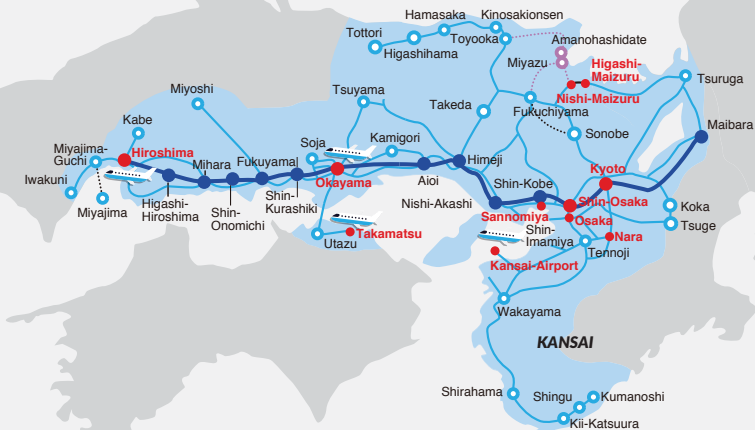 Hamasaka
Kinosakionsen
Tottori
Toyooka
Amanohashidate
Higashihama
Miyazu
Higashi-
Maizuru
Miyoshi
Tsuyama
Tsuruga
Nishi-Maizuru
Takeda
Fukuchiyama
Kabe
Maibara
Soja
Kamigori
Sonobe
Miyajima-
Guchi
Hiroshima
Mihara
Fukuyama
Himeji
Kyoto
Iwakuni
Okayama
Aioi
Shin-Kobe
Higashi-
Hiroshima
Shin-
Kurashiki
Nishi-Akashi
Shin-Osaka
Koka
Miyajima
Shin-
Onomichi
Sannomiya
Osaka
Tsuge
Takamatsu
Shin-
Imamiya
Nara
Utazu
Tennoji
Kansai-Airport
Wakayama
KANSAI
Shirahama
Shingu
Kumanoshi
Kii-Katsuura